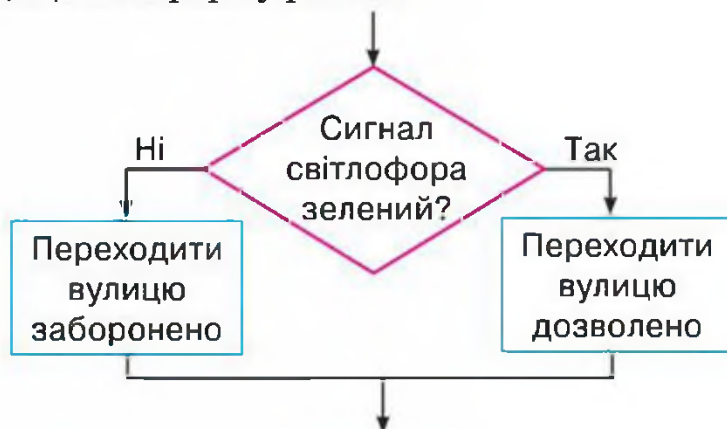 Сигнал
світлофора
зелений?
Ні
Так
Переходити
вулицю
заборонено
Переходити
вулицю
дозволено